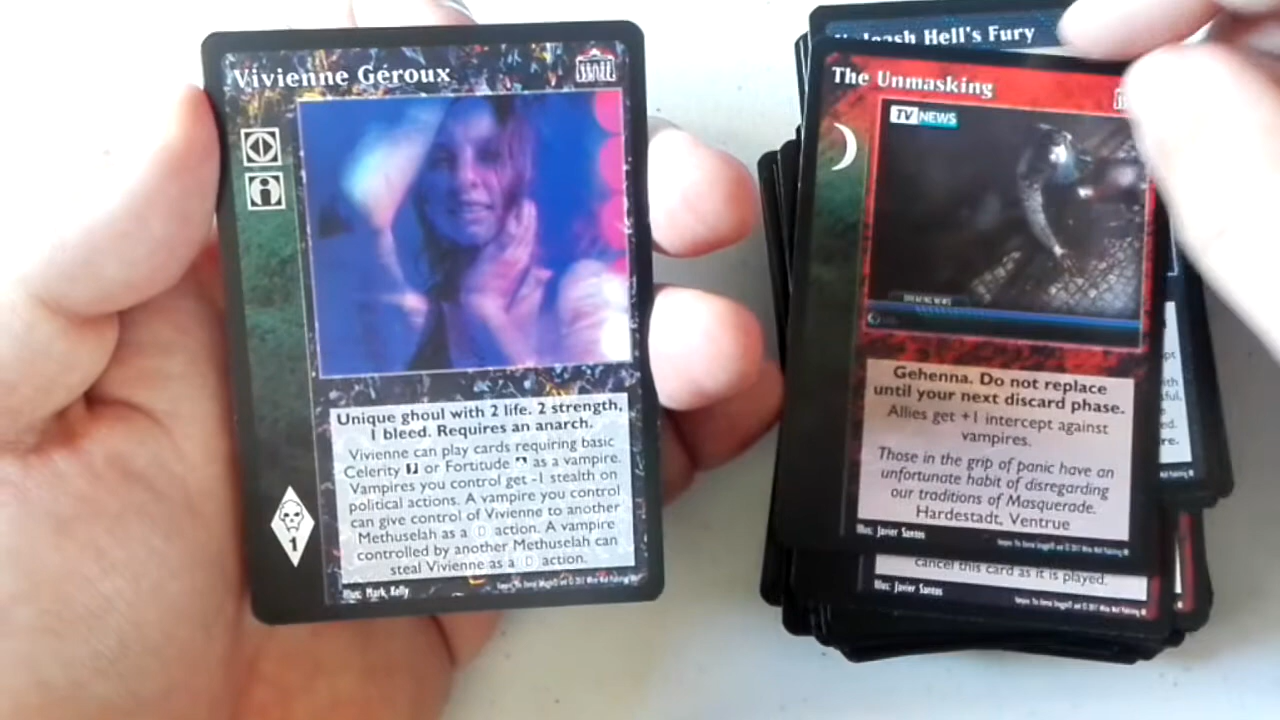 Vivienne Géroux
1
Unique ghoul with 2 life. 2 strength,
1 bleed. Requires an anarch.
Vivienne can play cards requiring basic
Celerity or Fortitude as a vampire.
Vampires you control get -1 stealth on
political actions. A vampire you control
can give control of Vivienne to another
Methuselah as a D action. A vampire
controlled by another Methuselah can
steal Vivienne as a D action.
Illus: Mark Kelly
Hell's Fury
The Unmasking
TV NEWS
BREAKING NEWS
Gehenna. Do not replace
until your next discard phase.
Allies get +1 intercept against
vampires.
Those in the grip of panic have an
unfortunate habit of disregarding
our traditions of Masquerade.
Hardestadt, Ventrue
Illus: Javier Santos
cancel this card as it is played.
Illus: Javier Santos